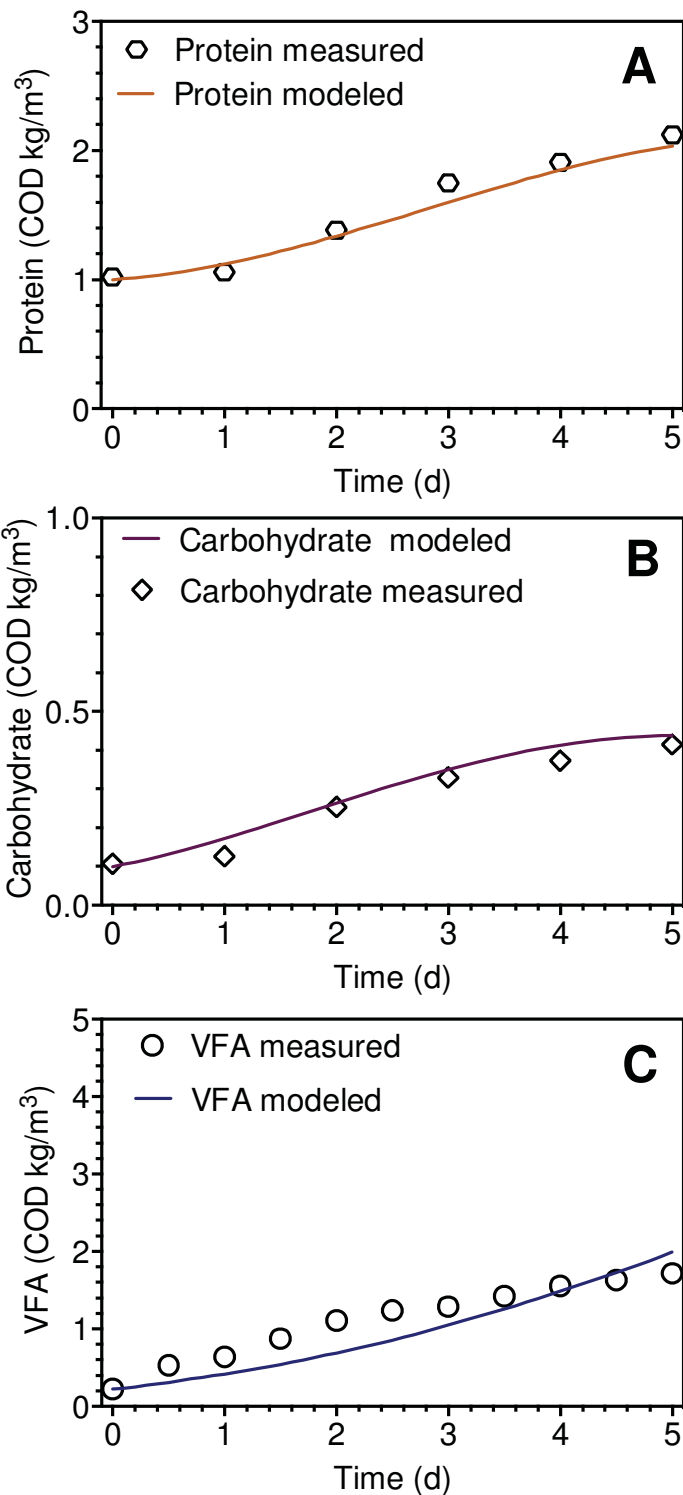 3
Protein measured
A
Protein modeled
2
1
0
Protein (COD kg/m³)
0 1 2 3 4 5
Time (d)
1.0
Carbohydrate modeled
B
Carbohydrate measured
0.5
0.0
Carbohydrate (COD kg/m³)
0 1 2 3 4 5
Time (d)
5
VFA measured
C
VFA modeled
4
3
2
1
0
VFA (COD kg/m³)
0 1 2 3 4 5
Time (d)